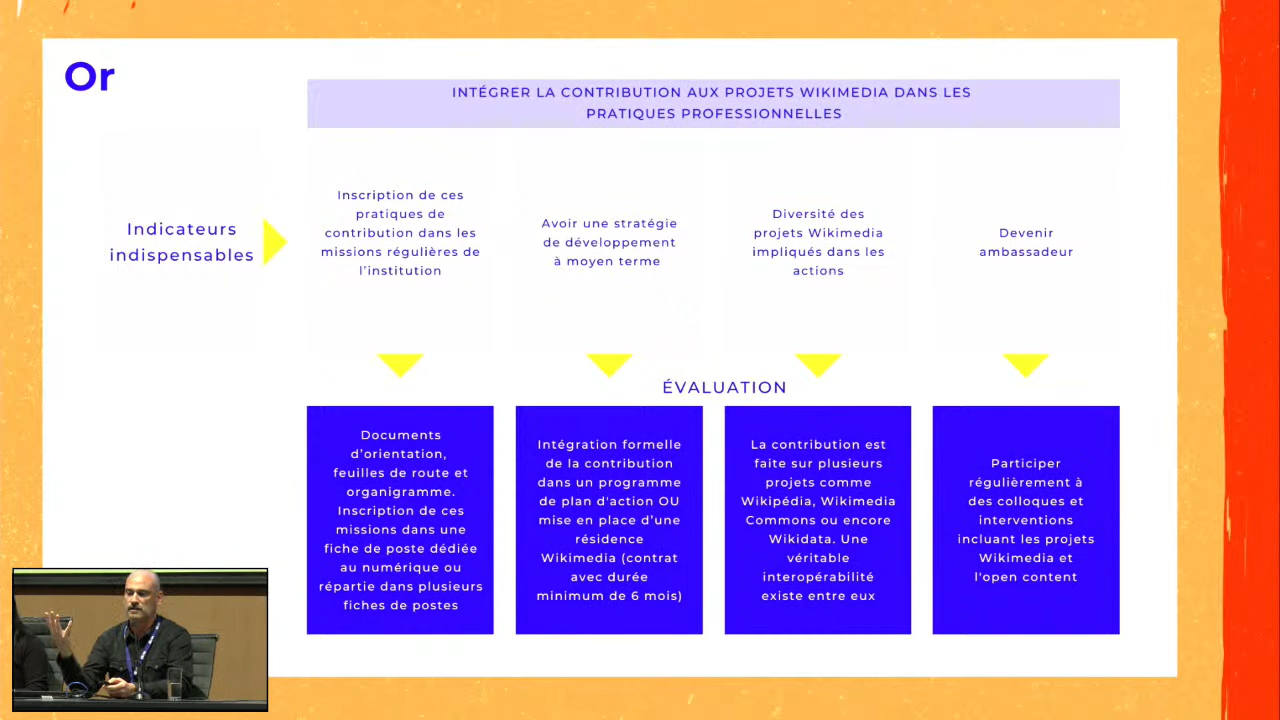 Or
INTÉGRER LA CONTRIBUTION AUX PROJETS WIKIMEDIA DANS LES
PRATIQUES PROFESSIONNELLES
Indicateurs
indispensables
Inscription de ces
pratiques de
contribution dans les
missions régulières de
l'institution
Avoir une stratégie
de développement
à moyen terme
Diversité des
projets Wikimedia
impliqués dans les
actions
Devenir
ambassadeur
ÉVALUATION
Documents
d'orientation,
feuilles de route et
organigramme.
Inscription de ces
missions dans une
fiche de poste dédiée
au numérique ou
répartie dans plusieurs
fiches de postes
Intégration formelle
de la contribution
dans un programme
de plan d'action OU
mise en place d'une
résidence
Wikimedia (contrat
avec durée
minimum de 6 mois)
La contribution est
faite sur plusieurs
projets comme
Wikipédia, Wikimedia
Commons ou encore
Wikidata. Une
véritable
interopérabilité
existe entre eux
Participer
régulièrement à
des colloques et
interventions
incluant les projets
Wikimedia et
l'open content